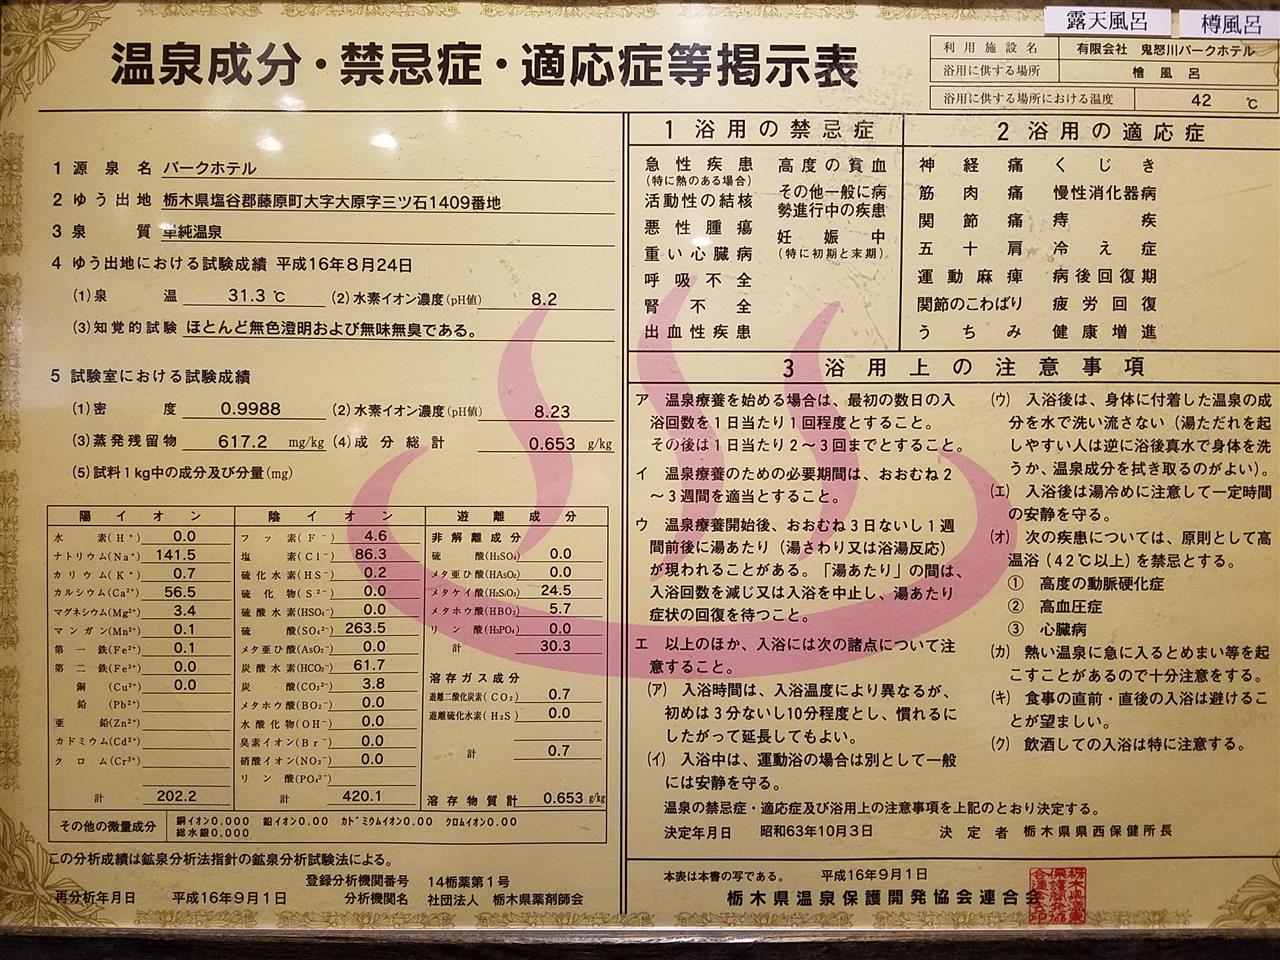 露天風呂
樽風呂
温泉成分・禁忌症・適応症等掲示表
利用施設名 有限会社 鬼怒川パークホテル
浴用に供する場所 檜風呂
浴用に供する場所における温度 42 ℃
1 源泉名 パークホテル
2 ゆう出地 栃木県塩谷郡藤原町大字大原字三ツ石1409番地
3 泉質 単純温泉
4 ゆう出地における試験成績 平成16年8月24日
(1)泉温 31.3 ℃ (2)水素イオン濃度(pH値) 8.2
(3)知覚的試験 ほとんど無色澄明および無味無臭である。
5 試験室における試験成績
(1)密度 0.9988 (2)水素イオン濃度(pH値) 8.23
(3)蒸発残留物 617.2 mg/kg (4)成分総計 0.653 g/kg
(5)試料1kg中の成分及び分量(mg)
陽イオン
水素(H⁺) 0.0
ナトリウム(Na⁺) 141.5
カリウム(K⁺) 0.7
カルシウム(Ca²⁺) 56.5
マグネシウム(Mg²⁺) 3.4
マンガン(Mn²⁺) 0.1
第一鉄(Fe²⁺) 0.1
第二鉄(Fe³⁺) 0.0
銅(Cu²⁺) 0.0
鉛(Pb²⁺)
亜鉛(Zn²⁺)
カドミウム(Cd²⁺)
クロム(Cr³⁺)
計 202.2
陰イオン
フッ素(F⁻) 4.6
塩素(Cl⁻) 86.3
硫化水素(HS⁻) 0.2
硫化物(S²⁻) 0.0
硫酸水素(HSO₄⁻) 0.0
硫酸(SO₄²⁻) 263.5
メタ亜ヒ酸(AsO₂⁻) 0.0
炭酸水素(HCO₃⁻) 61.7
炭酸(CO₃²⁻) 3.8
メタホウ酸(BO₂⁻) 0.0
水酸化物(OH⁻) 0.0
臭素イオン(Br⁻) 0.0
硝酸イオン(NO₃⁻) 0.0
リン酸(PO₄³⁻)
計 420.1
遊離成分
非解離成分
硫酸(H₂SO₄) 0.0
メタ亜ヒ酸(HAsO₂) 0.0
メタケイ酸(H₂SiO₃) 24.5
メタホウ酸(HBO₂) 5.7
リン酸(H₃PO₄) 0.0
計 30.3
溶存ガス成分
遊離二酸化炭素(CO₂) 0.7
遊離硫化水素(H₂S) 0.0
計 0.7
溶存物質計 0.653 g/kg
その他の微量成分 銅イオン0.000 鉛イオン0.00 カドミウムイオン0.00 クロムイオン0.00
総水銀0.000
この分析成績は鉱泉分析法指針の鉱泉分析試験法による。
登録分析機関番号 14栃薬第1号
再分析年月日 平成16年9月1日 分析機関名 社団法人 栃木県薬剤師会
1 浴用の禁忌症
急性疾患
(特に熱のある場合)
活動性の結核
悪性腫瘍
重い心臓病
呼吸不全
腎不全
出血性疾患
高度の貧血
その他一般に病
勢進行中の疾患
妊娠中
(特に初期と末期)
2 浴用の適応症
神経痛 くじき
筋肉痛 慢性消化器病
関節痛 痔疾
五十肩 冷え症
運動麻痺 病後回復期
関節のこわばり 疲労回復
うちみ 健康増進
3 浴用上の注意事項
ア 温泉療養を始める場合は、最初の数日の入
浴回数を1日当たり1回程度とすること。
その後は1日当たり2～3回までとすること。
イ 温泉療養のための必要期間は、おおむね2
～3週間を適当とすること。
ウ 温泉療養開始後、おおむね3日ないし1週
間前後に湯あたり（湯さわり又は浴湯反応）
が現われることがある。「湯あたり」の間は、
入浴回数を減じ又は入浴を中止し、湯あたり
症状の回復を待つこと。
エ 以上のほか、入浴には次の諸点について注
意すること。
(ア) 入浴時間は、入浴温度により異なるが、
初めは3分ないし10分程度とし、慣れるに
したがって延長してもよい。
(イ) 入浴中は、運動浴の場合は別として一般
には安静を守る。
(ウ) 入浴後は、身体に付着した温泉の成
分を水で洗い流さない（湯ただれを起
しやすい人は逆に浴後真水で身体を洗
うか、温泉成分を拭き取るのがよい）。
(エ) 入浴後は湯冷めに注意して一定時間
の安静を守る。
(オ) 次の疾患については、原則として高
温浴（42℃以上）を禁忌とする。
① 高度の動脈硬化症
② 高血圧症
③ 心臓病
(カ) 熱い温泉に急に入るとめまい等を起
こすことがあるので十分注意をする。
(キ) 食事の直前・直後の入浴は避けるこ
とが望ましい。
(ク) 飲酒しての入浴は特に注意する。
温泉の禁忌症・適応症及び浴用上の注意事項を上記のとおり決定する。
決定年月日 昭和63年10月3日 決定者 栃木県県西保健所長
本表は本書の写である。 平成16年9月1日
栃木県温泉保護開発協会連合会